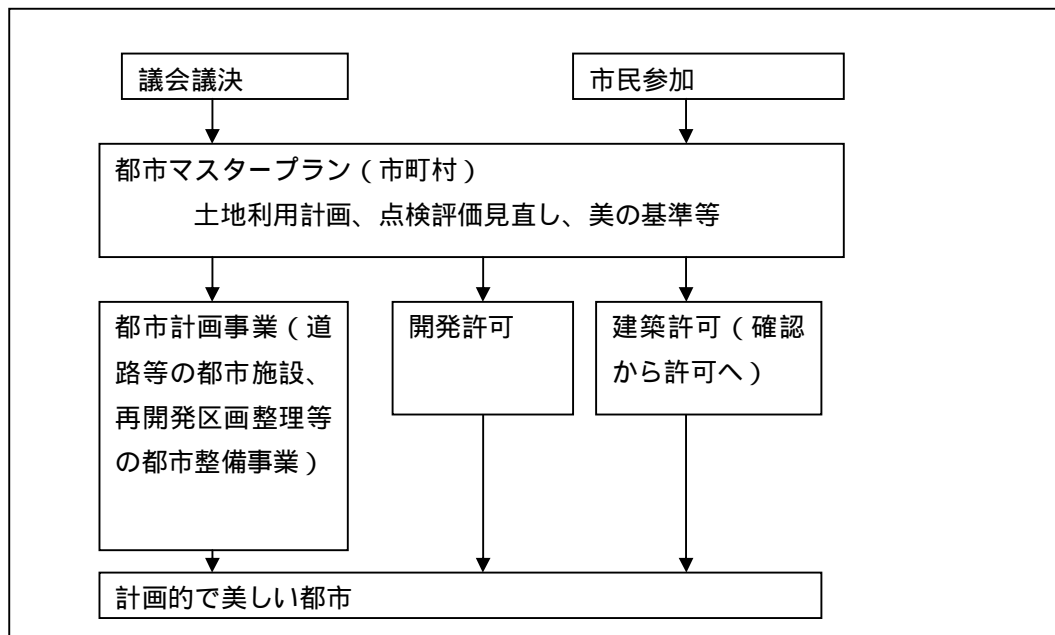 議会議決
市民参加
都市マスタープラン（市町村）
土地利用計画、点検評価見直し、美の基準等
都市計画事業（道
路等の都市施設、
再開発区画整理等
の都市整備事業）
開発許可
建築許可（確認
から許可へ）
計画的で美しい都市